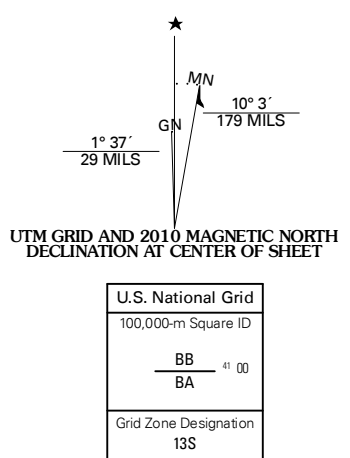 ★
MN
10° 3´
179 MILS
GN
1° 37´
29 MILS
UTM GRID AND 2010 MAGNETIC NORTH
DECLINATION AT CENTER OF SHEET
U.S. National Grid
100,000-m Square ID
BB
41 00
BA
Grid Zone Designation
13S